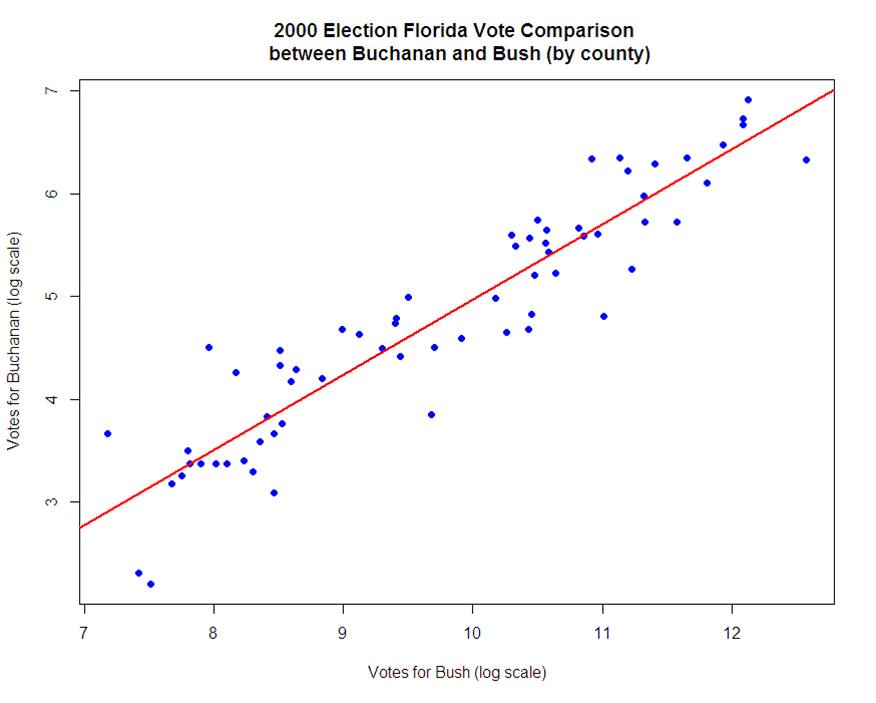 2000 Election Florida Vote Comparison
between Buchanan and Bush (by county)
7
6
5
4
3
Votes for Buchanan (log scale)
7 8 9 10 11 12
Votes for Bush (log scale)